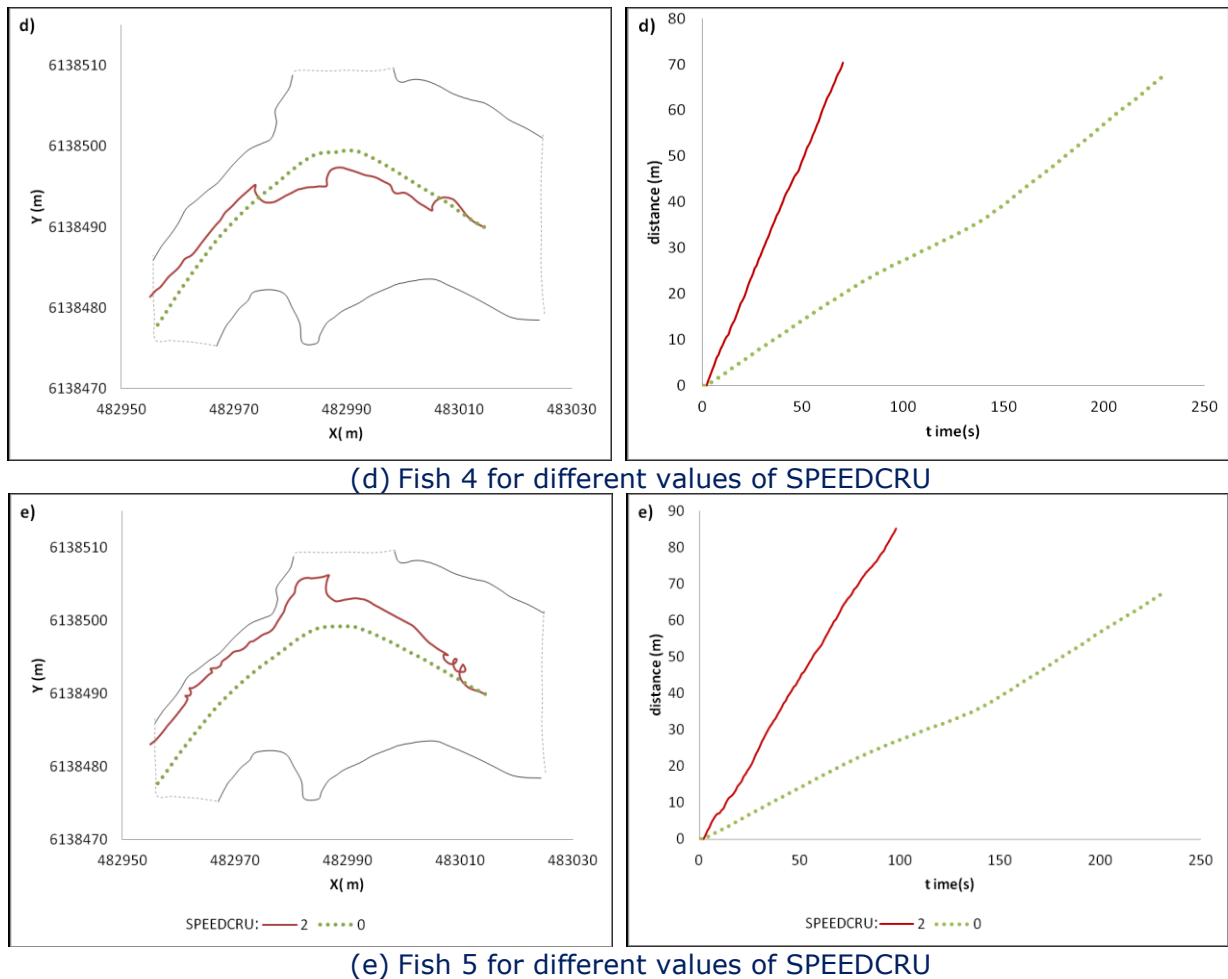 d)
6138510
6138500
6138490
6138480
6138470
Y (m)
482950 482970 482990 483010 483030
X( m)
d)
80
70
60
50
40
30
20
10
0
distance (m)
0 50 100 150 200 250
t ime(s)
(d) Fish 4 for different values of SPEEDCRU
e)
6138510
6138500
6138490
6138480
6138470
Y (m)
482950 482970 482990 483010 483030
X( m)
SPEEDCRU: 2 0
e)
90
80
70
60
50
40
30
20
10
0
distance (m)
0 50 100 150 200 250
t ime(s)
SPEEDCRU: 2 0
(e) Fish 5 for different values of SPEEDCRU